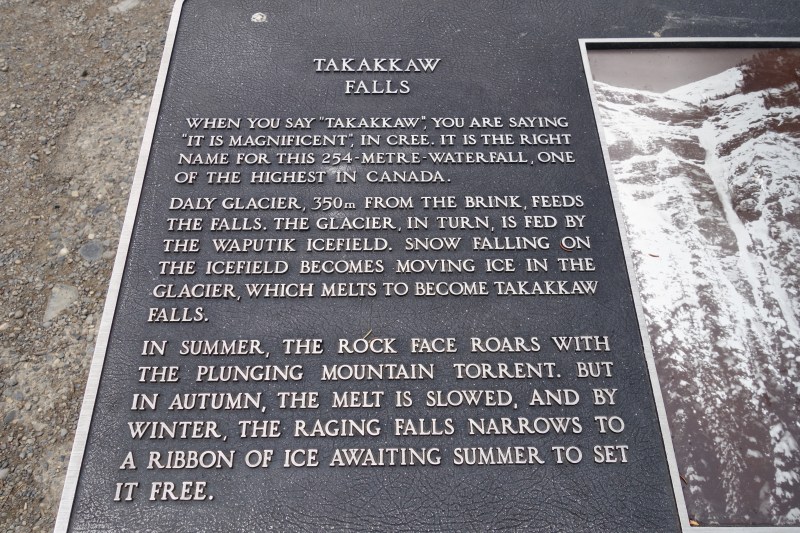 TAKAKKAW
FALLS
WHEN YOU SAY "TAKAKKAW", YOU ARE SAYING
"IT IS MAGNIFICENT", IN CREE. IT IS THE RIGHT
NAME FOR THIS 254-METRE-WATERFALL, ONE
OF THE HIGHEST IN CANADA.
DALY GLACIER, 350m FROM THE BRINK, FEEDS
THE FALLS. THE GLACIER, IN TURN, IS FED BY
THE WAPUTIK ICEFIELD. SNOW FALLING ON
THE ICEFIELD BECOMES MOVING ICE IN THE
GLACIER, WHICH MELTS TO BECOME TAKAKKAW
FALLS.
IN SUMMER, THE ROCK FACE ROARS WITH
THE PLUNGING MOUNTAIN TORRENT. BUT
IN AUTUMN, THE MELT IS SLOWED, AND BY
WINTER, THE RAGING FALLS NARROWS TO
A RIBBON OF ICE AWAITING SUMMER TO SET
IT FREE.